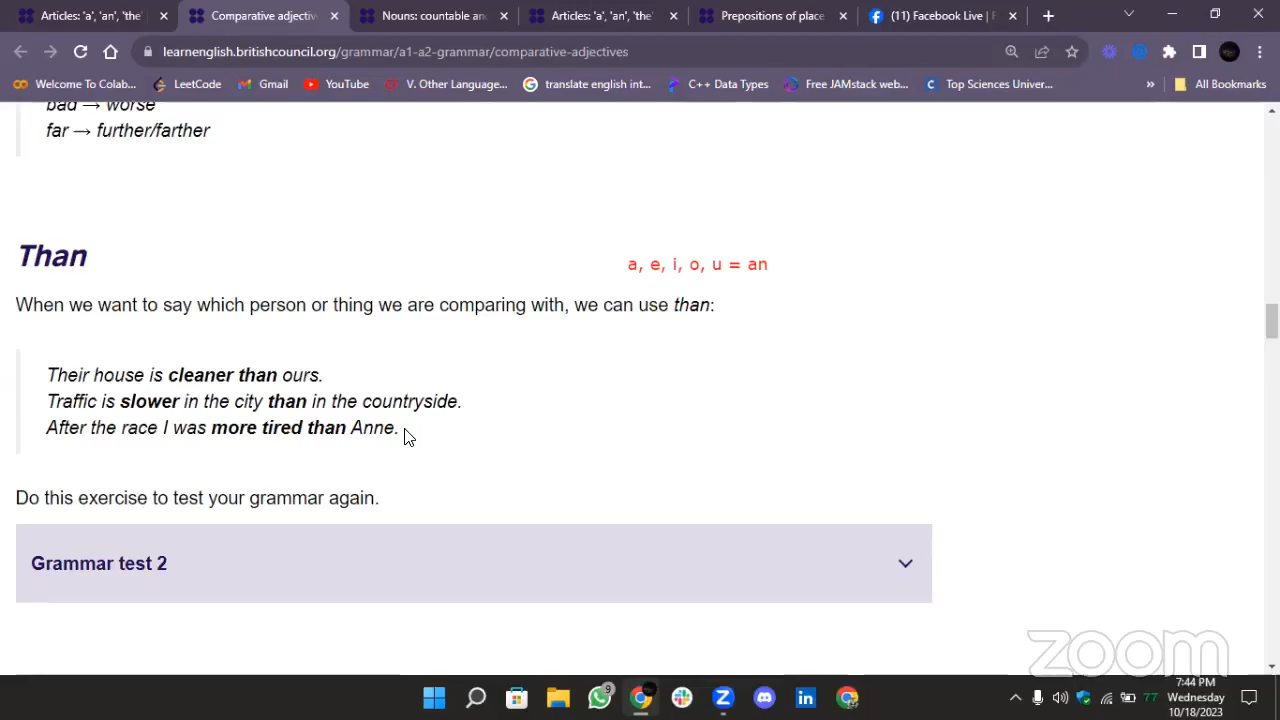 Articles: 'a', 'an', 'the'
Comparative adjectiv
Nouns: countable an
Articles: 'a', 'an', 'the'
Prepositions of place
(11) Facebook Live | F
learnenglish.britishcouncil.org/grammar/a1-a2-grammar/comparative-adjectives
Welcome To Colab...
LeetCode
Gmail
YouTube
V. Other Language...
translate english int...
C++ Data Types
Free JAMstack web...
Top Sciences Univer...
All Bookmarks
bad → worse
far → further/farther
Than
a, e, i, o, u = an
When we want to say which person or thing we are comparing with, we can use than:
Their house is cleaner than ours.
Traffic is slower in the city than in the countryside.
After the race I was more tired than Anne.
Do this exercise to test your grammar again.
Grammar test 2
zoom
9
77
7:44 PM
Wednesday
10/18/2023